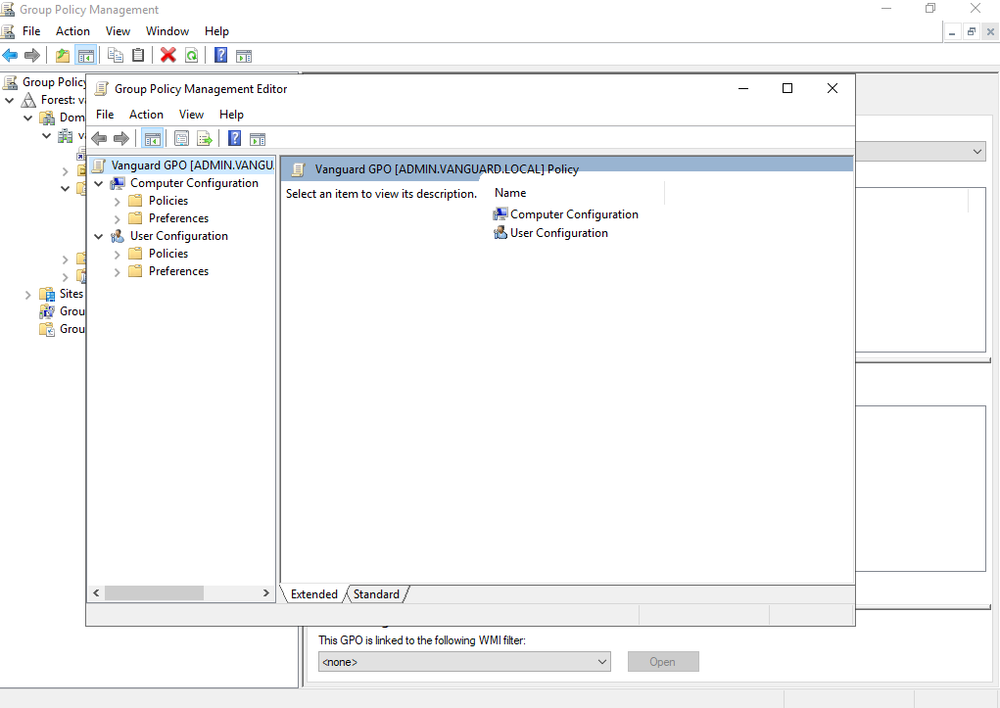 Group Policy Management
File Action View Window Help
Group Policy
Forest: va
Dom
va
Sites
Grou
Grou
Group Policy Management Editor
File Action View Help
Vanguard GPO [ADMIN.VANGU
Computer Configuration
Policies
Preferences
User Configuration
Policies
Preferences
Vanguard GPO [ADMIN.VANGUARD.LOCAL] Policy
Select an item to view its description.
Name
Computer Configuration
User Configuration
Extended Standard
This GPO is linked to the following WMI filter:
<none> Open